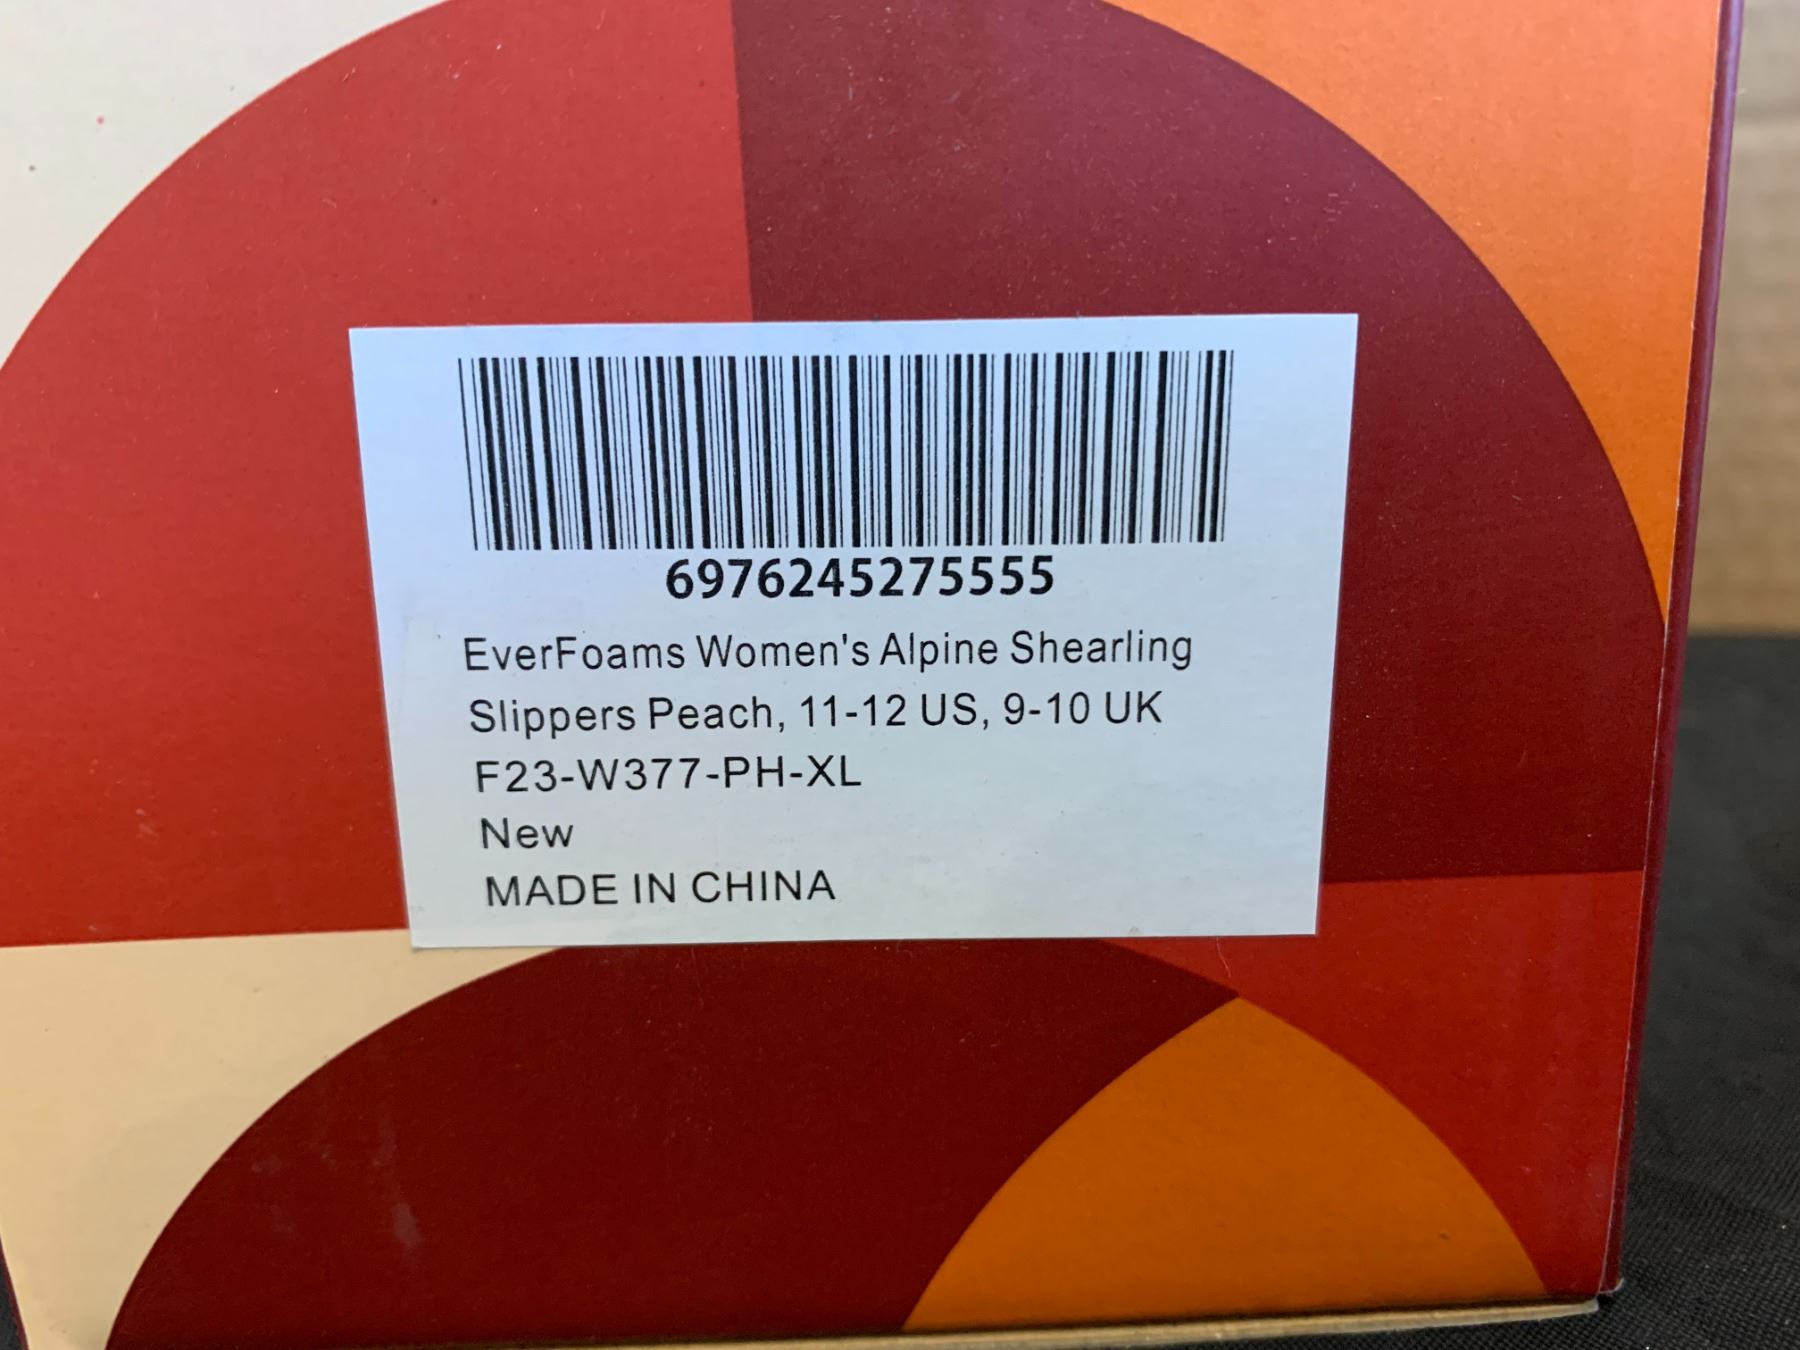 6976245275555
EverFoams Women's Alpine Shearling
Slippers Peach, 11-12 US, 9-10 UK
F23-W377-PH-XL
New
MADE IN CHINA